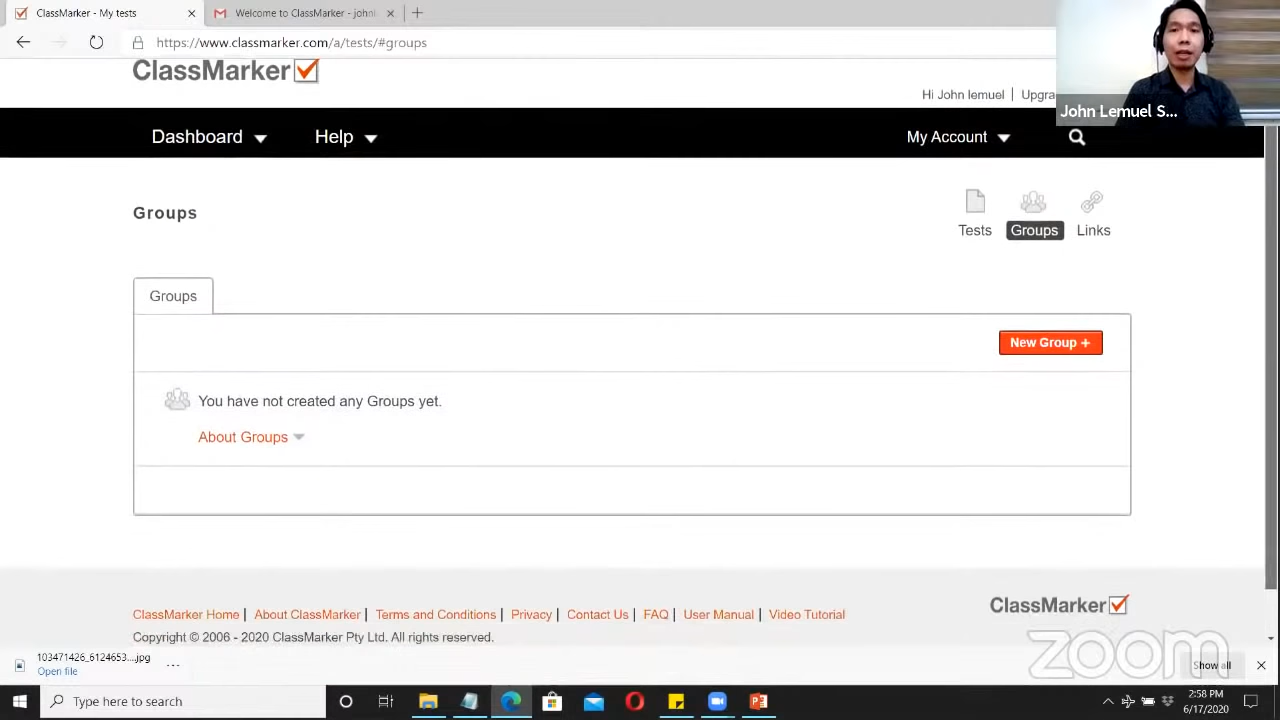 ClassMarker - My tests
Welcome to ClassMarker - johnl
https://www.classmarker.com/a/tests/#groups
ClassMarker
Hi John lemuel | Upgra
John Lemuel S...
Dashboard
Help
My Account
Groups
Tests
Groups
Links
Groups
New Group +
You have not created any Groups yet.
About Groups
ClassMarker Home | About ClassMarker | Terms and Conditions | Privacy | Contact Us | FAQ | User Manual | Video Tutorial
ClassMarker
Copyright © 2006 - 2020 ClassMarker Pty Ltd. All rights reserved.
zoom
103471426_6124653....jpg
Open file
Show all
Type here to search
2:58 PM
6/17/2020